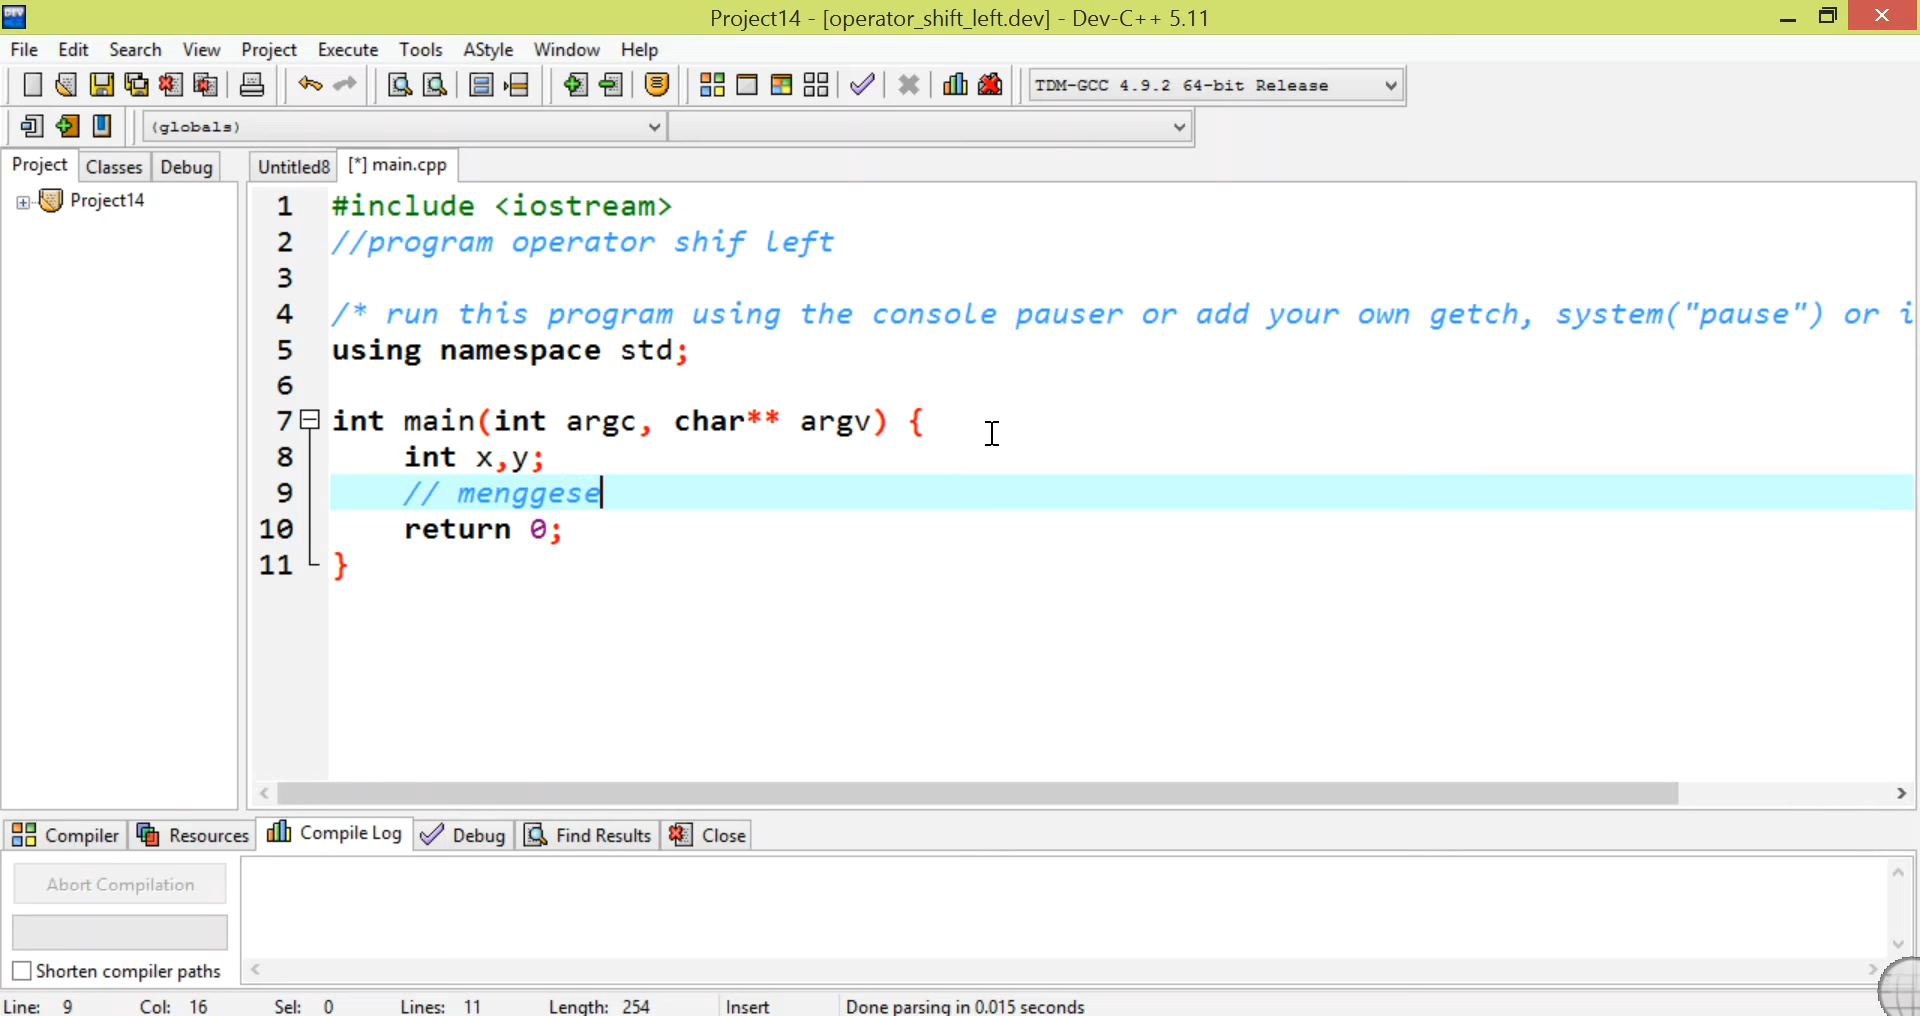 Project14 - [operator_shift_left.dev] - Dev-C++ 5.11
File Edit Search View Project Execute Tools AStyle Window Help
TDM-GCC 4.9.2 64-bit Release
(globals)
Project Classes Debug
Untitled8 [*] main.cpp
Project14
1 #include <iostream>
2 //program operator shif left
3
4 /* run this program using the console pauser or add your own getch, system("pause") or i
5 using namespace std;
6
7 int main(int argc, char** argv) {
8 int x,y;
9 // menggese
10 return 0;
11 }
Compiler Resources Compile Log Debug Find Results Close
Abort Compilation
Shorten compiler paths
Line: 9 Col: 16 Sel: 0 Lines: 11 Length: 254 Insert Done parsing in 0.015 seconds